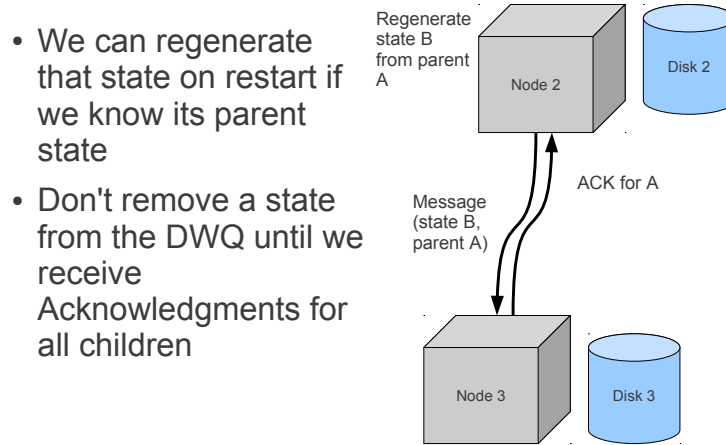 • We can regenerate
that state on restart if
we know its parent
state
• Don't remove a state
from the DWQ until we
receive
Acknowledgments for
all children
Regenerate
state B
from parent
A
Node 2
Disk 2
Message
(state B,
parent A)
ACK for A
Node 3
Disk 3